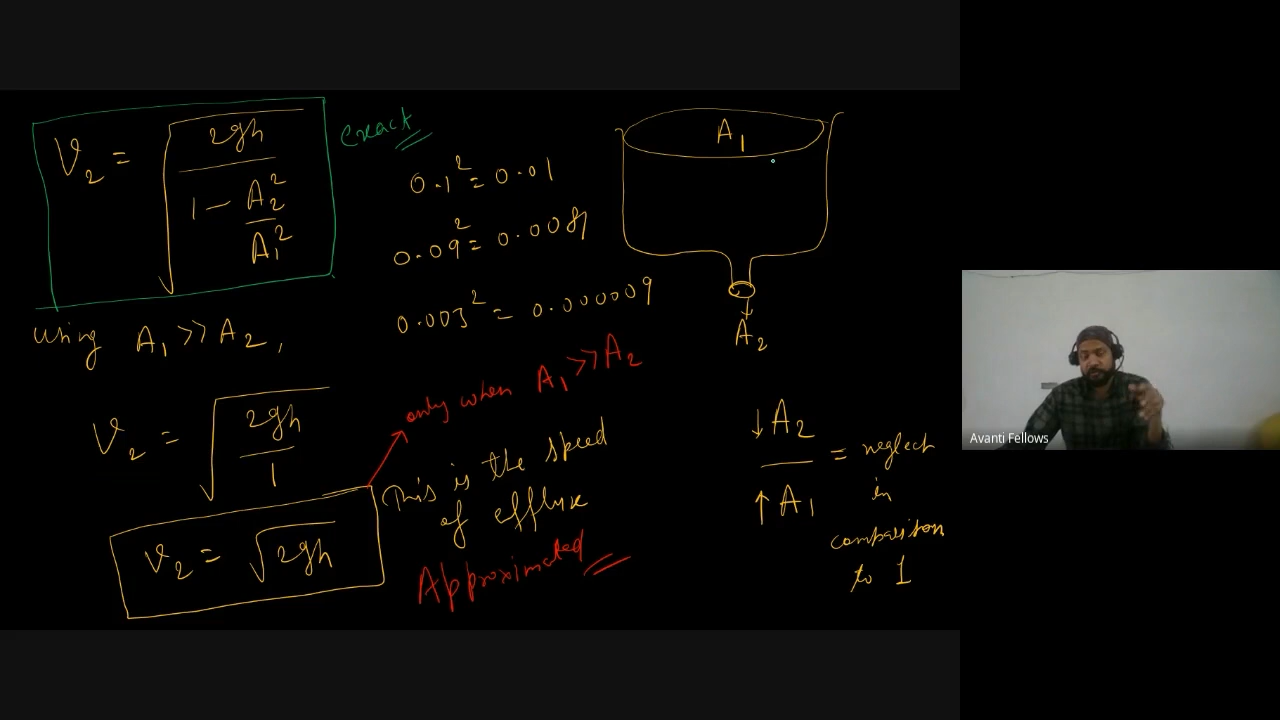 V₂ = √(2gh / (1 − A₂²/A₁²))
exact
0.1² = 0.01
0.09² = 0.0081
0.003² = 0.000009
A₁
A₂
using A₁ >> A₂,
V₂ = √(2gh / 1)
only when A₁ >> A₂
V₂ = √2gh
This is the speed
of efflux
Approximated
↓ A₂ / ↑ A₁ = neglect
in
comparison
to 1
Avanti Fellows